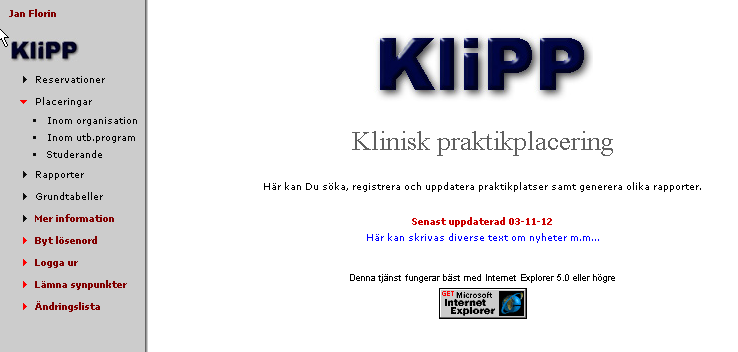 Jan Florin
KliPP
Reservationer
Placeringar
Inom organisation
Inom utb.program
Studerande
Rapporter
Grundtabeller
Mer information
Byt lösenord
Logga ur
Lämna synpunkter
Ändringslista
KliPP
Klinisk praktikplacering
Här kan Du söka, registrera och uppdatera praktikplatser samt generera olika rapporter.
Senast uppdaterad 03-11-12
Här kan skrivas diverse text om nyheter m.m...
Denna tjänst fungerar bäst med Internet Explorer 5.0 eller högre
GET Microsoft
Internet
Explorer